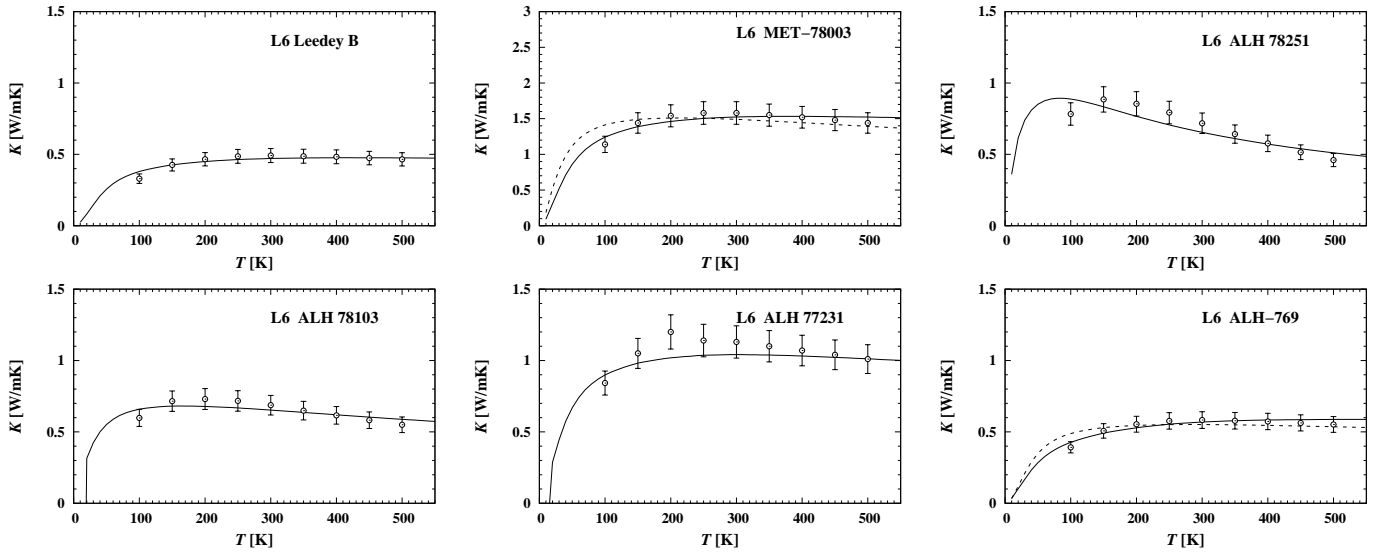 1.5
L6 Leedey B
1
0.5
0
K [W/mK]
0 100 200 300 400 500
T [K]
3
L6 MET−78003
2.5
2
1.5
1
0.5
0
K [W/mK]
0 100 200 300 400 500
T [K]
1.5
L6 ALH 78251
1
0.5
0
K [W/mK]
0 100 200 300 400 500
T [K]
1.5
L6 ALH 78103
1
0.5
0
K [W/mK]
0 100 200 300 400 500
T [K]
1.5
L6 ALH 77231
1
0.5
0
K [W/mK]
0 100 200 300 400 500
T [K]
1.5
L6 ALH−769
1
0.5
0
K [W/mK]
0 100 200 300 400 500
T [K]